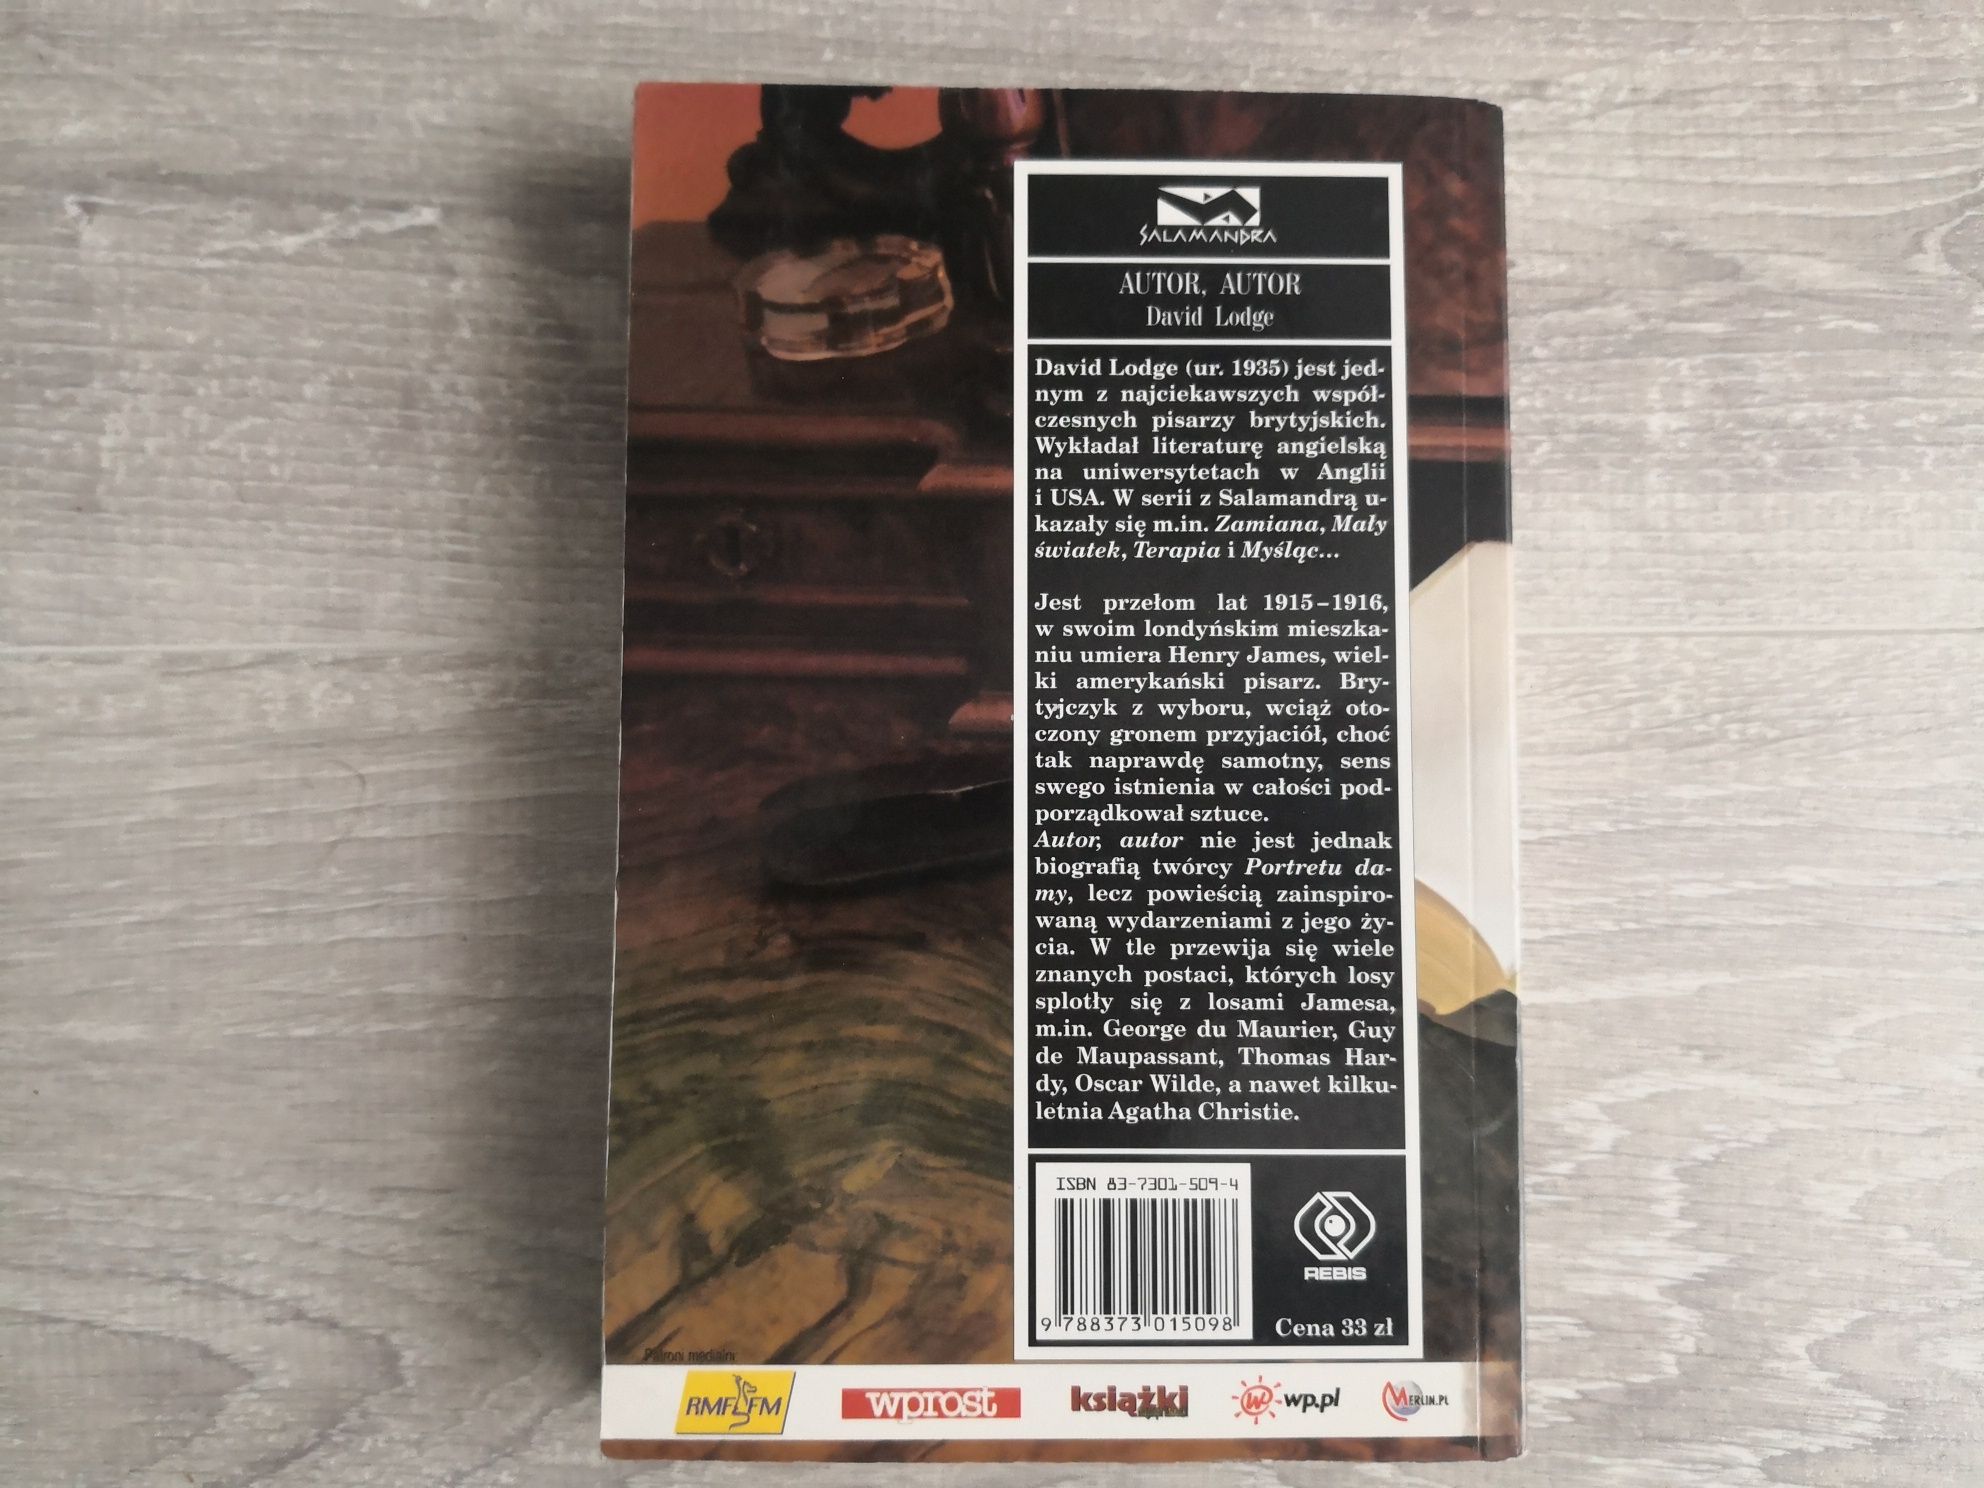 SALAMANDRA
AUTOR, AUTOR
David Lodge
David Lodge (ur. 1935) jest jed-
nym z najciekawszych współ-
czesnych pisarzy brytyjskich.
Wykładał literaturę angielską
na uniwersytetach w Anglii
i USA. W serii z Salamandrą u-
kazały się m.in. Zamiana, Mały
światek, Terapia i Myśląc...
Jest przełom lat 1915–1916,
w swoim londyńskim mieszka-
niu umiera Henry James, wiel-
ki amerykański pisarz. Bry-
tyjczyk z wyboru, wciąż oto-
czony gronem przyjaciół, choć
tak naprawdę samotny, sens
swego istnienia w całości pod-
porządkował sztuce.
Autor, autor nie jest jednak
biografią twórcy Portretu da-
my, lecz powieścią zainspiro-
waną wydarzeniami z jego ży-
cia. W tle przewija się wiele
znanych postaci, których losy
splotły się z losami Jamesa,
m.in. George du Maurier, Guy
de Maupassant, Thomas Har-
dy, Oscar Wilde, a nawet kilku-
letnia Agatha Christie.
ISBN 83-7301-509-4
9 788373 015098
REBIS
Cena 33 zł
Patroni medialni:
RMF FM
wprost
książki
wp.pl
MERLIN.PL